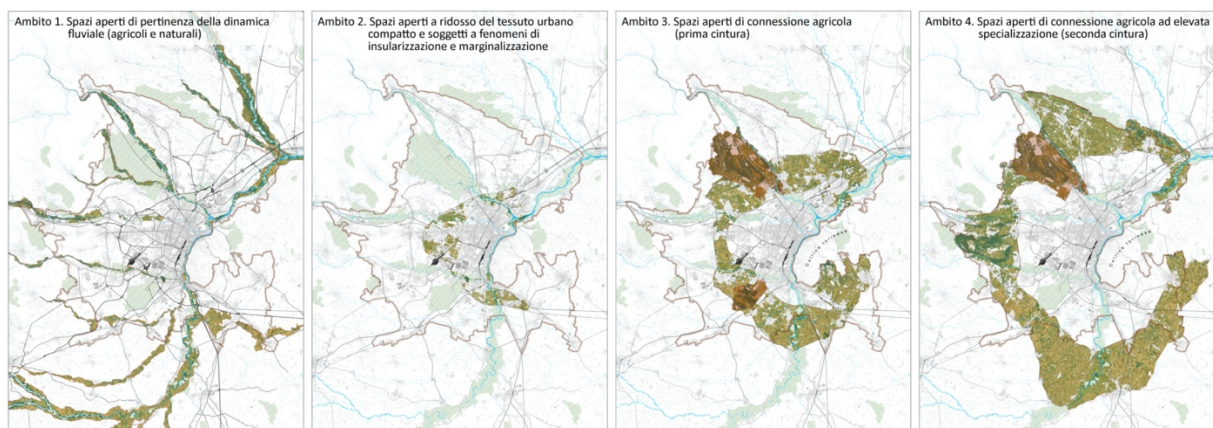 Ambito 1. Spazi aperti di pertinenza della dinamica
fluviale (agricoli e naturali)
Ambito 2. Spazi aperti a ridosso del tessuto urbano
compatto e soggetti a fenomeni di
insularizzazione e marginalizzazione
Ambito 3. Spazi aperti di connessione agricola
(prima cintura)
Ambito 4. Spazi aperti di connessione agricola ad elevata
specializzazione (seconda cintura)